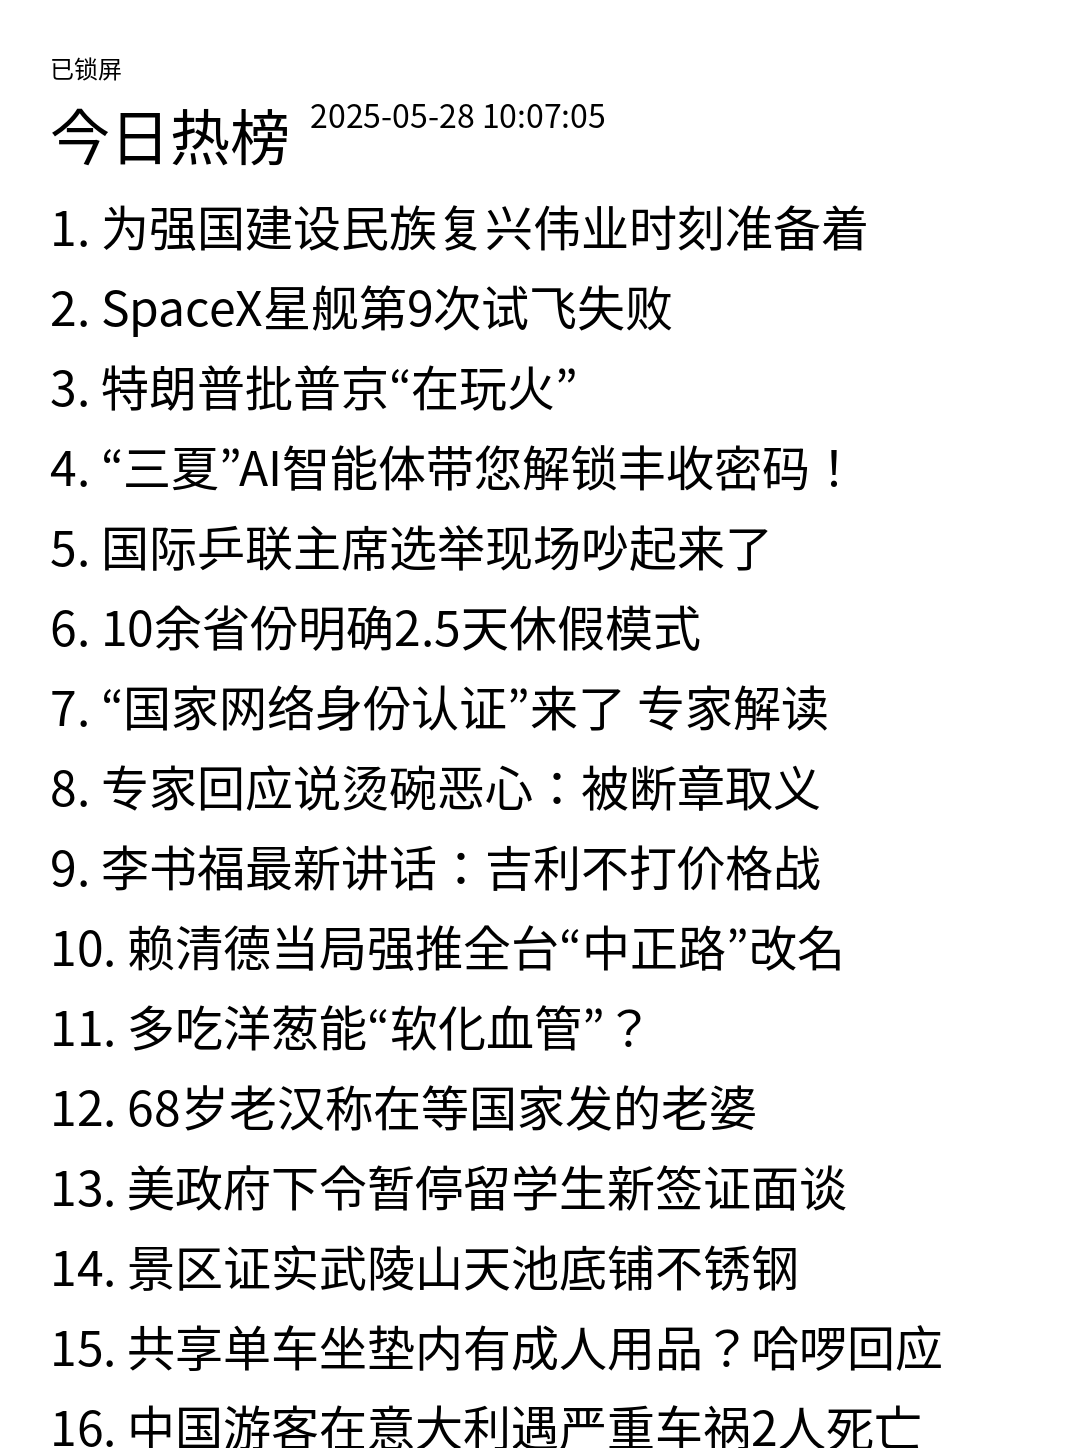 已锁屏
今日热榜 2025-05-28 10:07:05
1. 为强国建设民族复兴伟业时刻准备着
2. SpaceX星舰第9次试飞失败
3. 特朗普批普京“在玩火”
4. “三夏”AI智能体带您解锁丰收密码！
5. 国际乒联主席选举现场吵起来了
6. 10余省份明确2.5天休假模式
7. “国家网络身份认证”来了 专家解读
8. 专家回应说烫碗恶心：被断章取义
9. 李书福最新讲话：吉利不打价格战
10. 赖清德当局强推全台“中正路”改名
11. 多吃洋葱能“软化血管”？
12. 68岁老汉称在等国家发的老婆
13. 美政府下令暂停留学生新签证面谈
14. 景区证实武陵山天池底铺不锈钢
15. 共享单车坐垫内有成人用品？哈啰回应
16. 中国游客在意大利遇严重车祸2人死亡